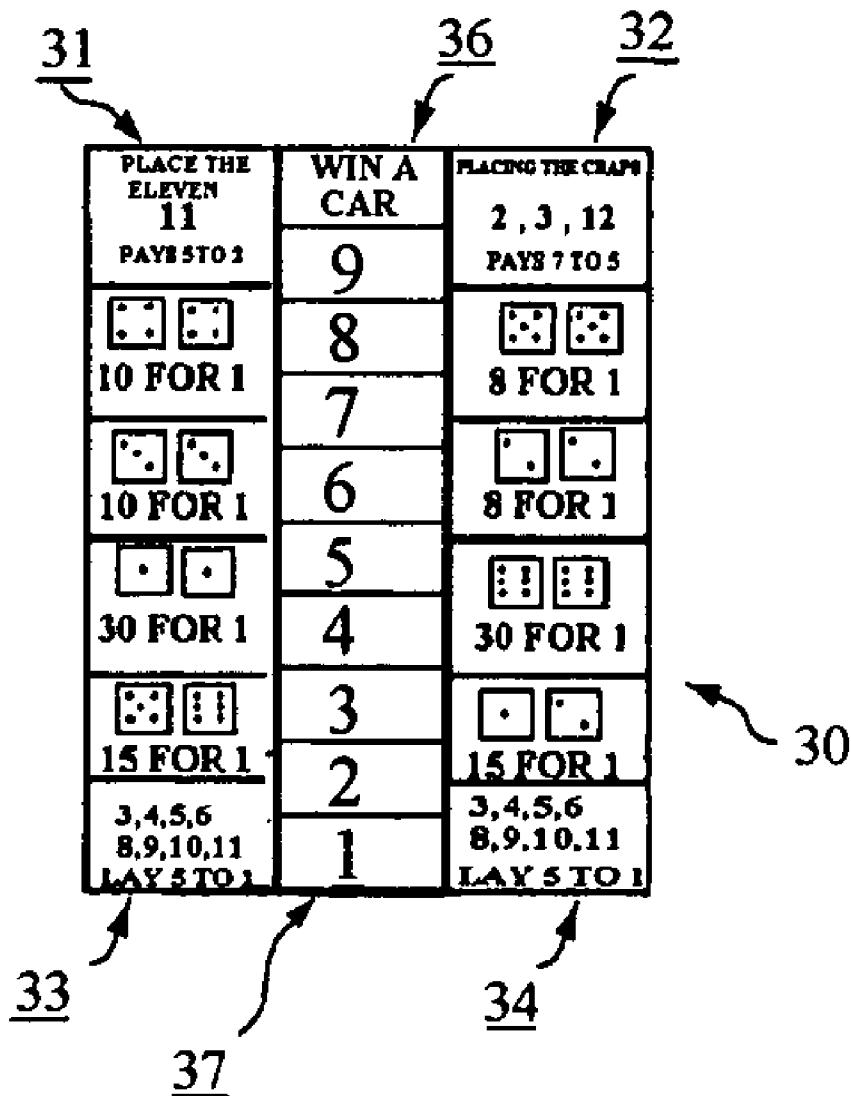 31
36
32
PLACE THE
ELEVEN
11
PAYS 5 TO 2
10 FOR 1
10 FOR 1
30 FOR 1
15 FOR 1
3,4,5,6
8,9,10,11
LAY 5 TO 1
WIN A
CAR
9
8
7
6
5
4
3
2
1
PLACING THE CRAPS
2 , 3 , 12
PAYS 7 TO 5
8 FOR 1
8 FOR 1
30 FOR 1
15 FOR 1
3,4,5,6
8,9,10,11
LAY 5 TO 1
30
33
37
34